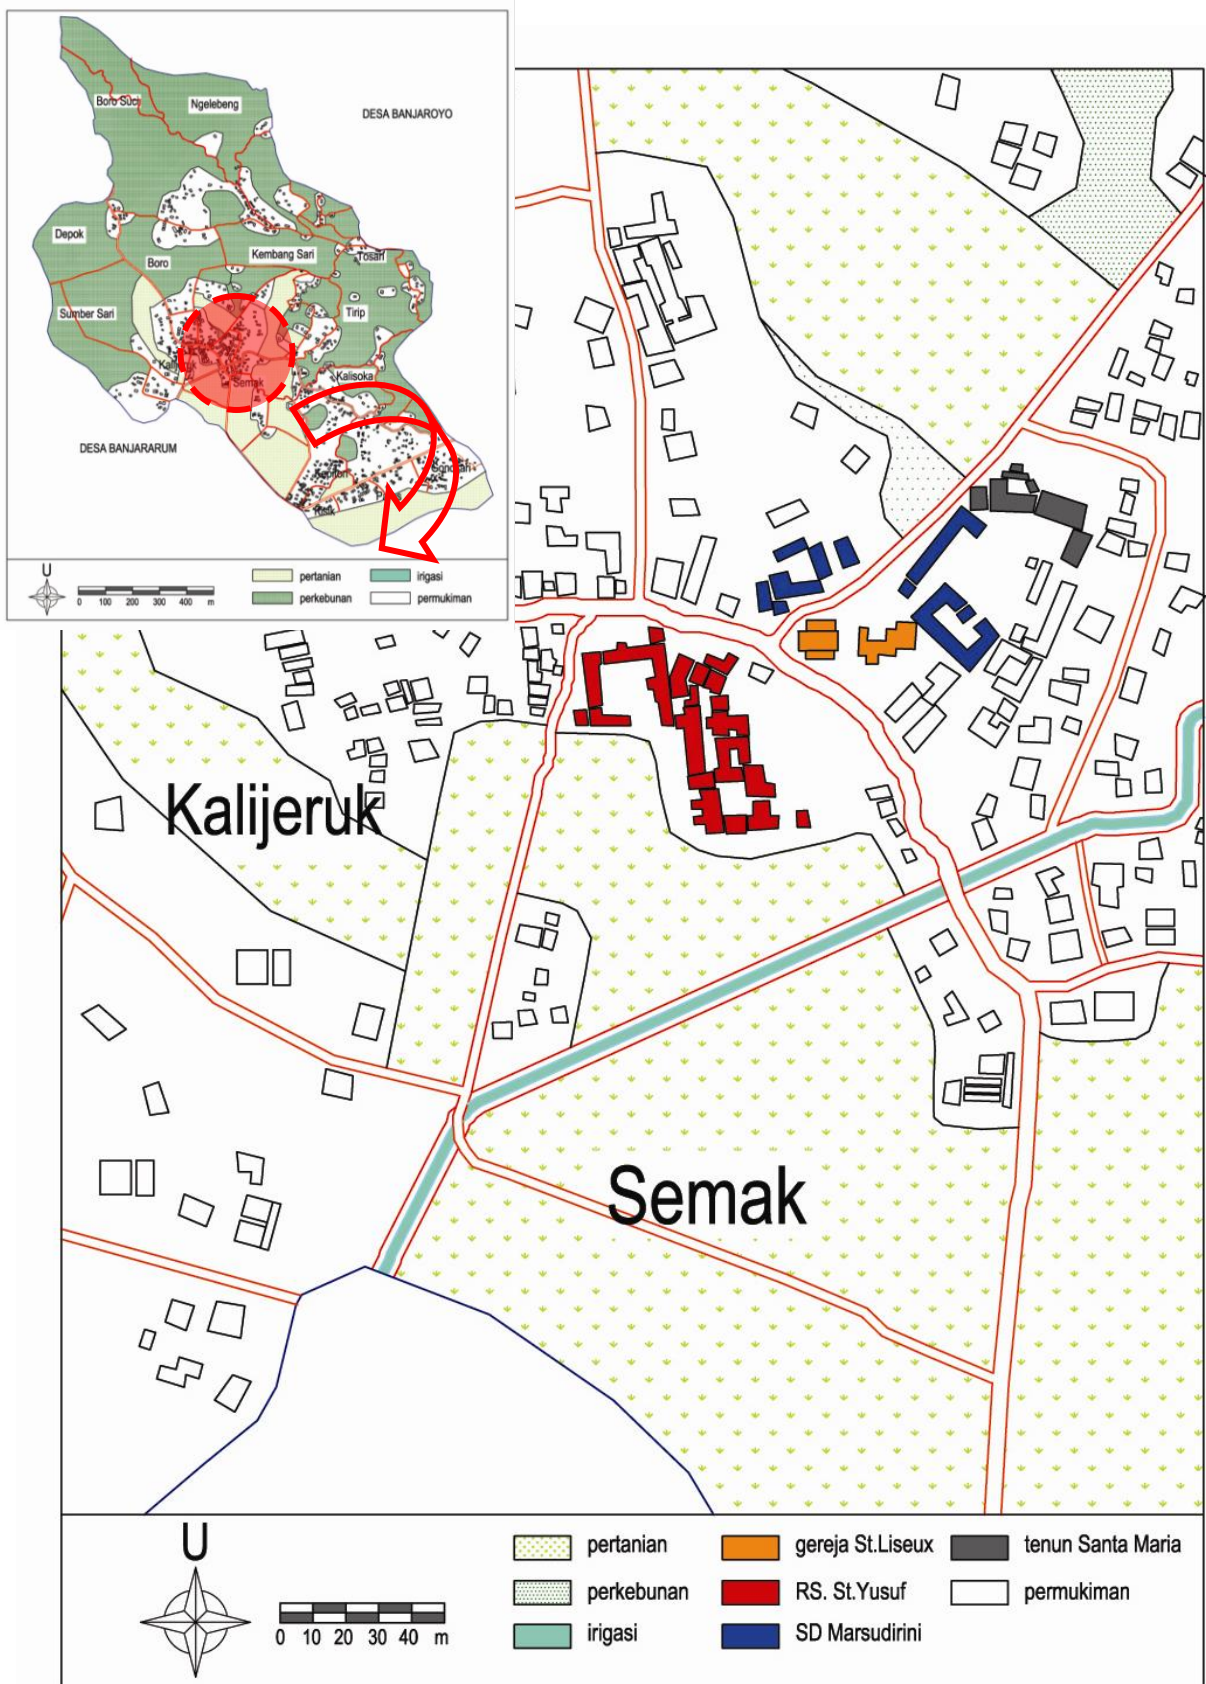 Boro Suci
Ngelebeng
DESA BANJAROYO
Depok
Boro
Kembang Sari
Tosari
Sumber Sari
Tirip
Semak
Kalisoka
DESA BANJARARUM
U
0 100 200 300 400 m
pertanian
irigasi
perkebunan
permukiman
Kalijeruk
Semak
U
0 10 20 30 40 m
pertanian
gereja St.Liseux
tenun Santa Maria
perkebunan
RS. St.Yusuf
permukiman
irigasi
SD Marsudirini